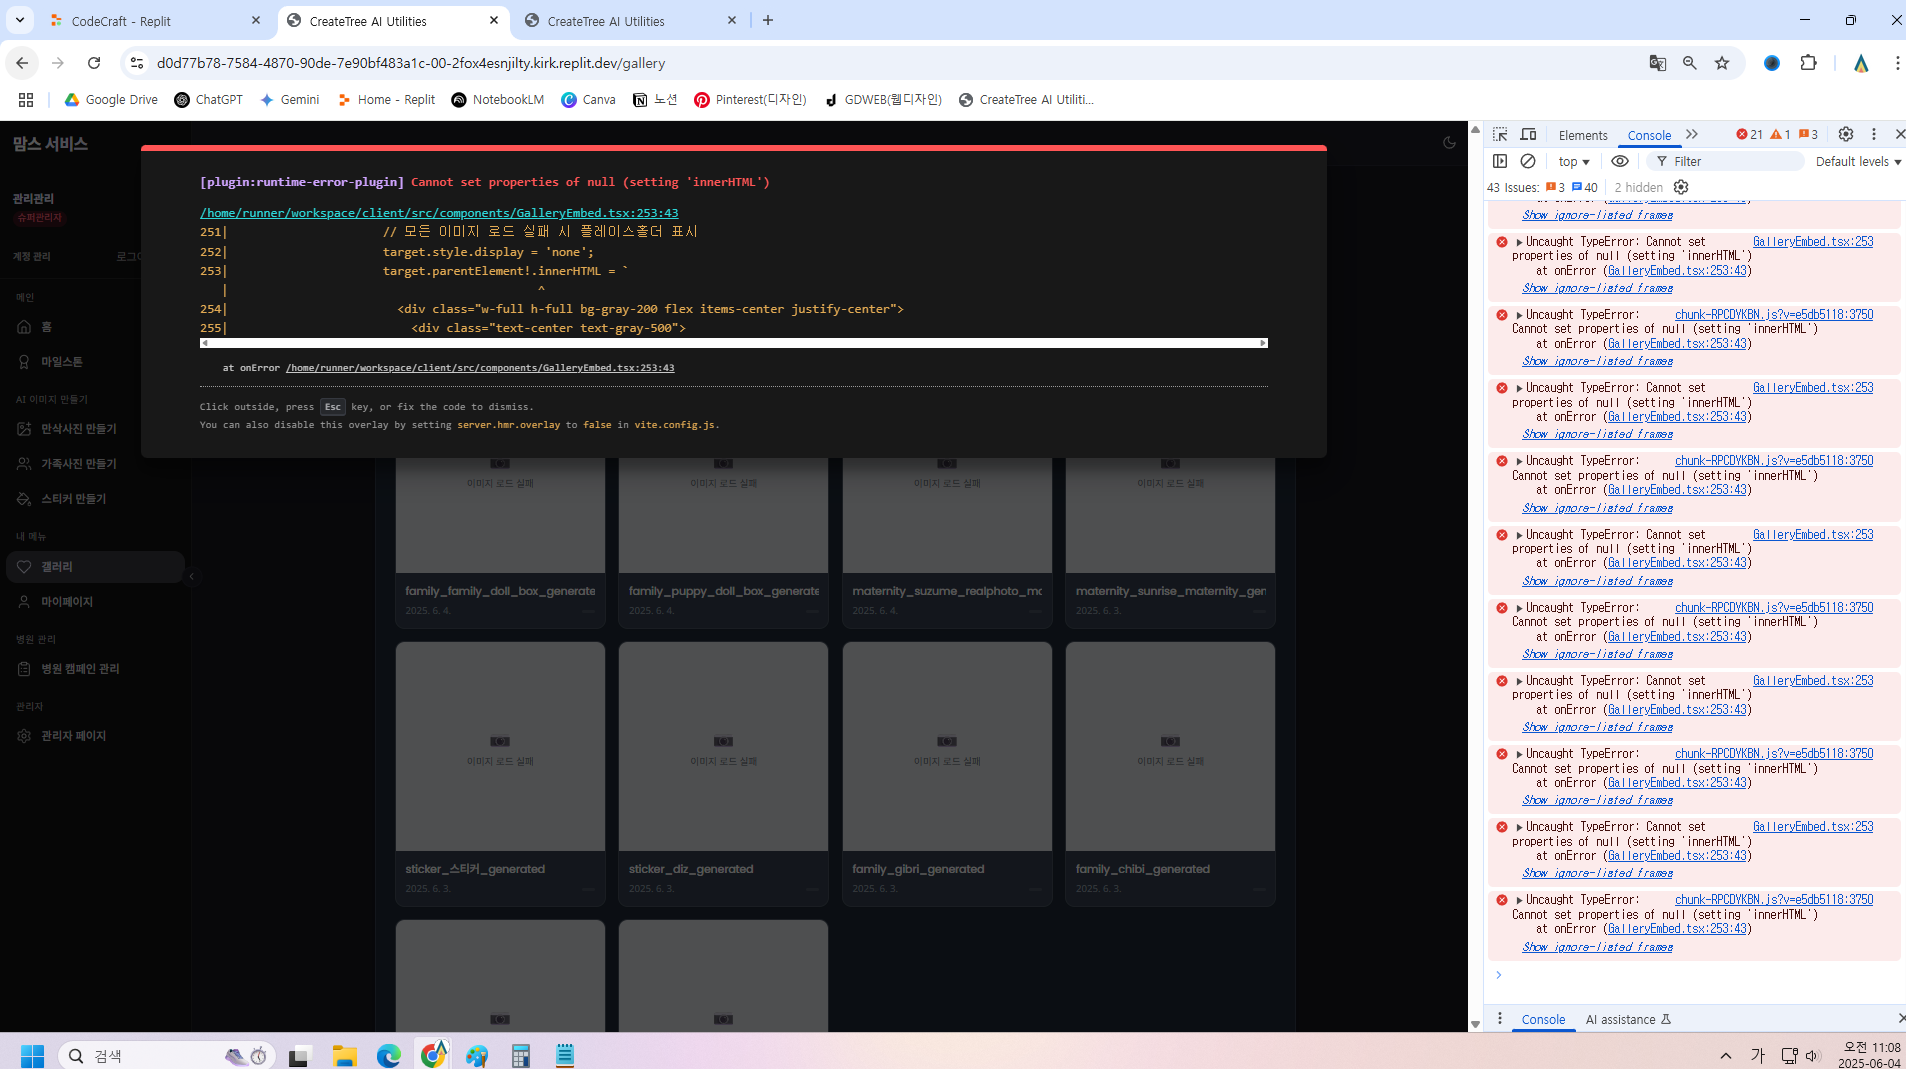 CodeCraft - Replit
CreateTree AI Utilities
CreateTree AI Utilities
d0d77b78-7584-4870-90de-7e90bf483a1c-00-2fox4esnjilty.kirk.replit.dev/gallery
Google Drive
ChatGPT
Gemini
Home - Replit
NotebookLM
Canva
노션
Pinterest(디자인)
GDWEB(웹디자인)
CreateTree AI Utiliti...
맘스 서비스
관리관리
슈퍼관리자
계정 관리
메인
홈
마일스톤
AI 이미지 만들기
만삭사진 만들기
가족사진 만들기
스티커 만들기
내 메뉴
갤러리
마이페이지
병원 관리
병원 캠페인 관리
관리자
관리자 페이지
[plugin:runtime-error-plugin] Cannot set properties of null (setting 'innerHTML')
/home/runner/workspace/client/src/components/GalleryEmbed.tsx:253:43
251| // 모든 이미지 로드 실패 시 플레이스홀더 표시
252| target.style.display = 'none';
253| target.parentElement!.innerHTML = `
| ^
254| <div class="w-full h-full bg-gray-200 flex items-center justify-center">
255| <div class="text-center text-gray-500">
at onError /home/runner/workspace/client/src/components/GalleryEmbed.tsx:253:43
Click outside, press Esc key, or fix the code to dismiss.
You can also disable this overlay by setting server.hmr.overlay to false in vite.config.js.
이미지 로드 실패
이미지 로드 실패
이미지 로드 실패
이미지 로드 실패
family_family_doll_box_generate
family_puppy_doll_box_generate
maternity_suzume_realphoto_mo
maternity_sunrise_maternity_gen
2025. 6. 4.
2025. 6. 4.
2025. 6. 4.
2025. 6. 3.
이미지 로드 실패
이미지 로드 실패
이미지 로드 실패
이미지 로드 실패
sticker_스티커_generated
sticker_diz_generated
family_gibri_generated
family_chibi_generated
2025. 6. 3.
2025. 6. 3.
2025. 6. 3.
2025. 6. 3.
Elements
Console
21
1
3
top
Filter
Default levels
43 Issues: 3 40
2 hidden
Show ignore-listed frames
Uncaught TypeError: Cannot set GalleryEmbed.tsx:253
properties of null (setting 'innerHTML')
at onError (GalleryEmbed.tsx:253:43)
Show ignore-listed frames
Uncaught TypeError: chunk-RPCDYKBN.js?v=e5db5118:3750
Cannot set properties of null (setting 'innerHTML')
at onError (GalleryEmbed.tsx:253:43)
Show ignore-listed frames
Uncaught TypeError: Cannot set GalleryEmbed.tsx:253
properties of null (setting 'innerHTML')
at onError (GalleryEmbed.tsx:253:43)
Show ignore-listed frames
Uncaught TypeError: chunk-RPCDYKBN.js?v=e5db5118:3750
Cannot set properties of null (setting 'innerHTML')
at onError (GalleryEmbed.tsx:253:43)
Show ignore-listed frames
Uncaught TypeError: Cannot set GalleryEmbed.tsx:253
properties of null (setting 'innerHTML')
at onError (GalleryEmbed.tsx:253:43)
Show ignore-listed frames
Uncaught TypeError: chunk-RPCDYKBN.js?v=e5db5118:3750
Cannot set properties of null (setting 'innerHTML')
at onError (GalleryEmbed.tsx:253:43)
Show ignore-listed frames
Uncaught TypeError: Cannot set GalleryEmbed.tsx:253
properties of null (setting 'innerHTML')
at onError (GalleryEmbed.tsx:253:43)
Show ignore-listed frames
Uncaught TypeError: chunk-RPCDYKBN.js?v=e5db5118:3750
Cannot set properties of null (setting 'innerHTML')
at onError (GalleryEmbed.tsx:253:43)
Show ignore-listed frames
Uncaught TypeError: Cannot set GalleryEmbed.tsx:253
properties of null (setting 'innerHTML')
at onError (GalleryEmbed.tsx:253:43)
Show ignore-listed frames
Uncaught TypeError: chunk-RPCDYKBN.js?v=e5db5118:3750
Cannot set properties of null (setting 'innerHTML')
at onError (GalleryEmbed.tsx:253:43)
Show ignore-listed frames
Console
AI assistance
검색
가
오전 11:08
2025-06-04